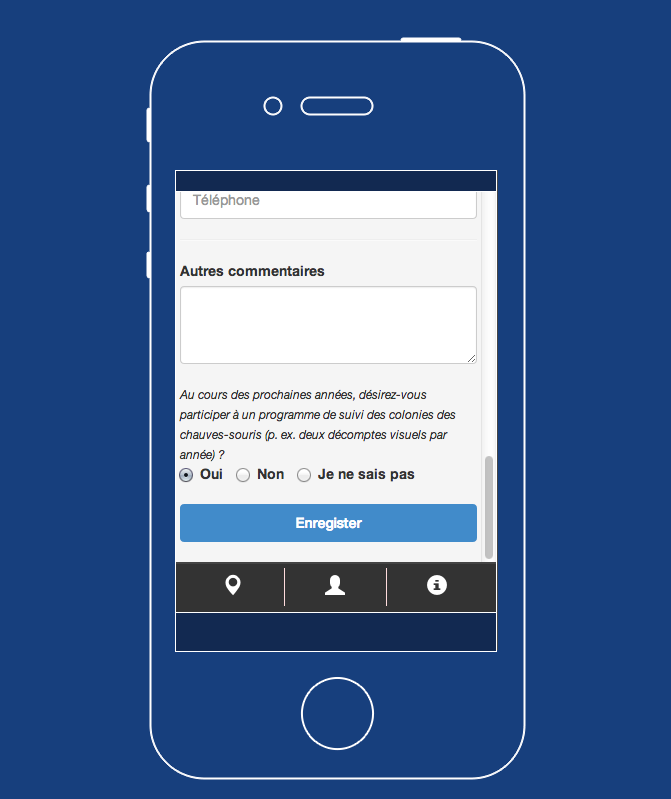 Téléphone
Autres commentaires
Au cours des prochaines années, désirez-vous
participer à un programme de suivi des colonies des
chauves-souris (p. ex. deux décomptes visuels par
année) ?
Oui Non Je ne sais pas
Enregister